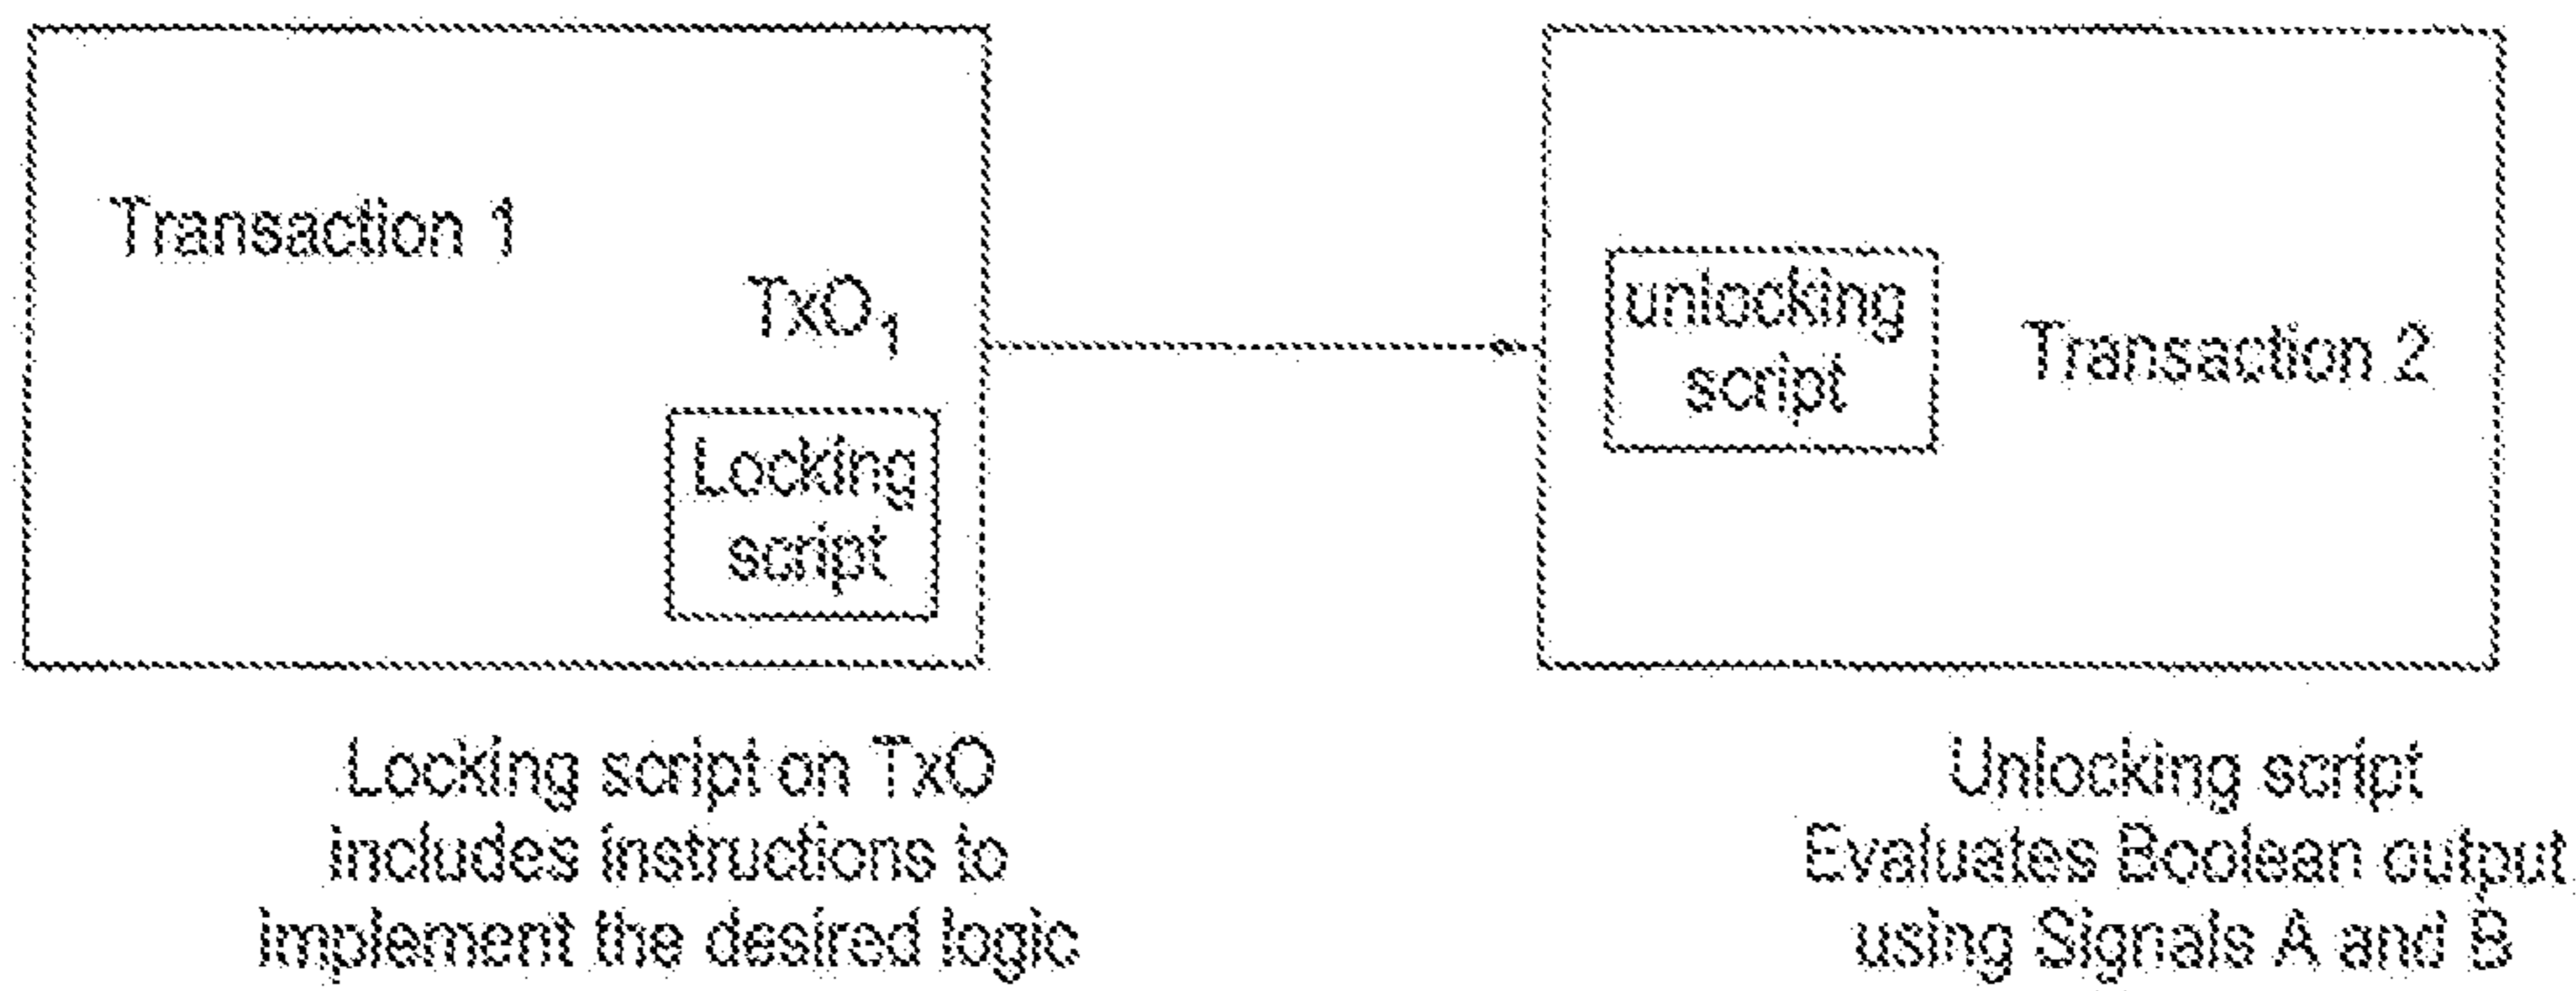 Transaction 1
TxO1
Locking
script
unlocking
script
Transaction 2
Locking script on TxO
includes instructions to
implement the desired logic
Unlocking script
Evaluates Boolean output
using Signals A and B